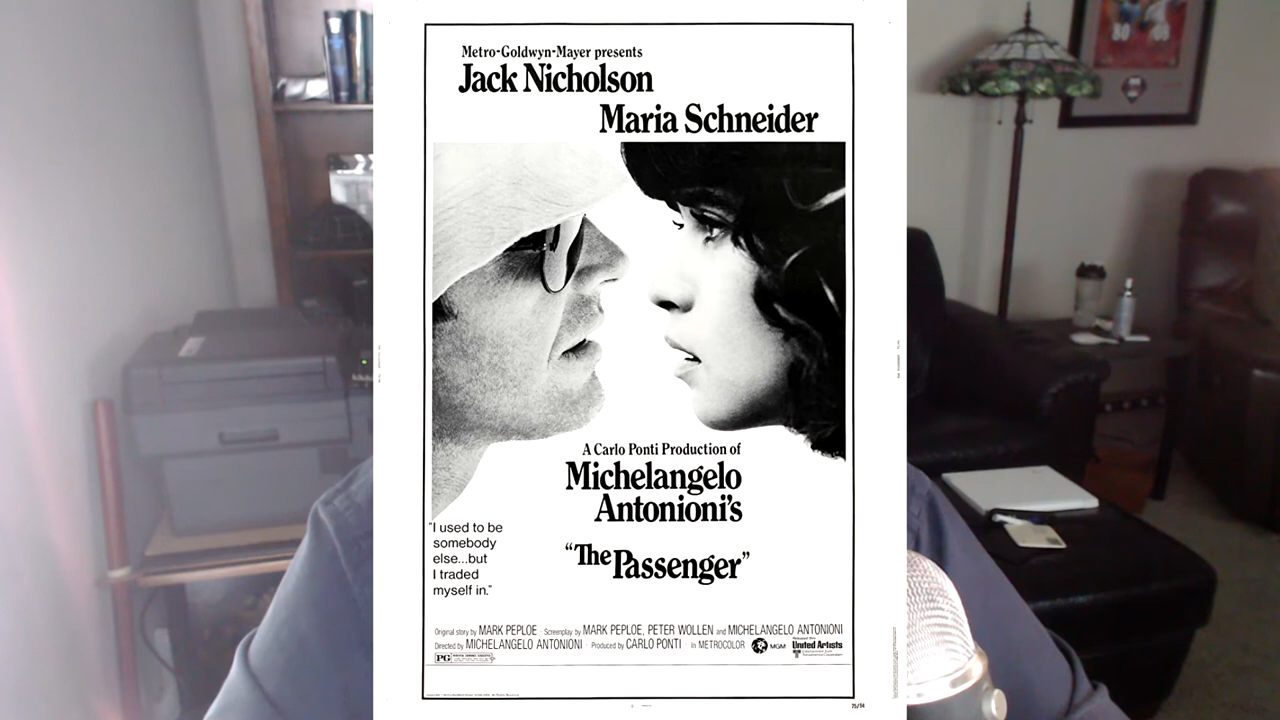 Metro-Goldwyn-Mayer presents
Jack Nicholson
Maria Schneider
A Carlo Ponti Production of
Michelangelo
Antonioni's
"I used to be
somebody
else...but
I traded
myself in."
"The Passenger"
Original story by MARK PEPLOE · Screenplay by MARK PEPLOE, PETER WOLLEN and MICHELANGELO ANTONIONI
Directed by MICHELANGELO ANTONIONI · Produced by CARLO PONTI · In METROCOLOR
MGM
United Artists
PG
75/94